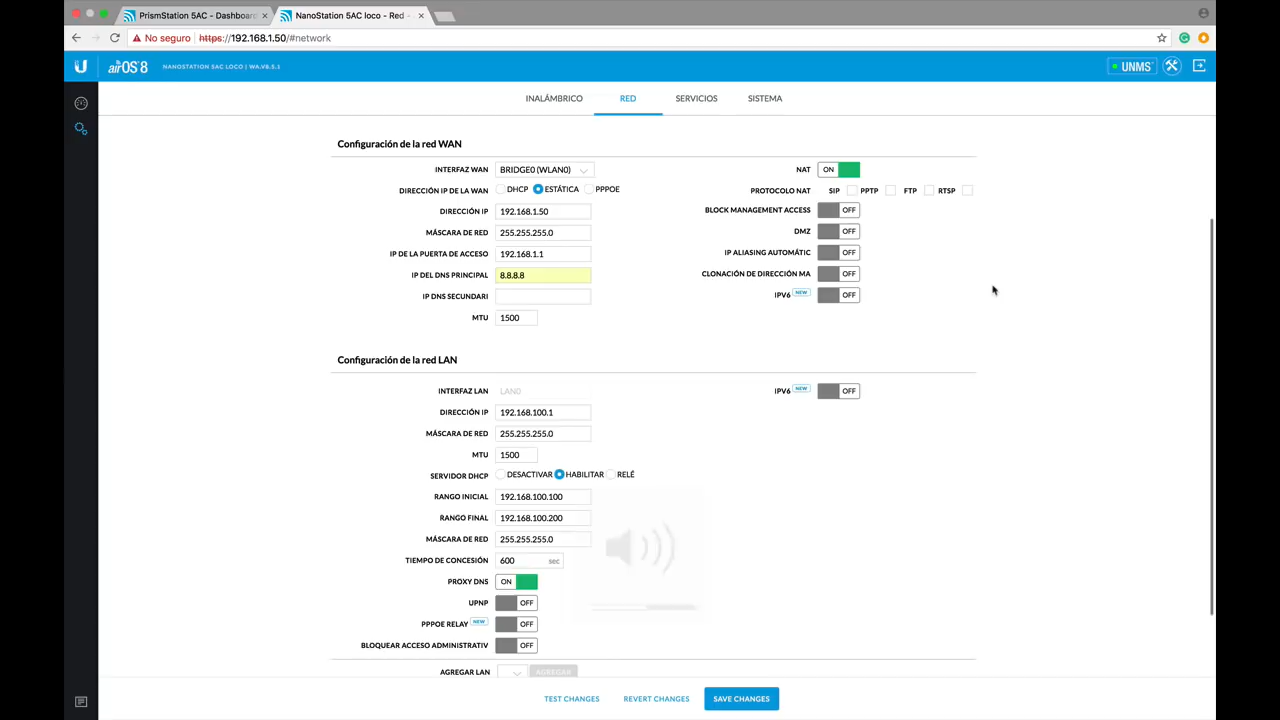 PrismStation 5AC - Dashboard
NanoStation 5AC loco - Red -
No seguro https://192.168.1.50/#network
U airOS 8 NANOSTATION 5AC LOCO | WA.V8.5.1 UNMS
INALÁMBRICO RED SERVICIOS SISTEMA
Configuración de la red WAN
INTERFAZ WAN BRIDGE0 (WLAN0) NAT ON
DIRECCIÓN IP DE LA WAN DHCP ESTÁTICA PPPOE PROTOCOLO NAT SIP PPTP FTP RTSP
DIRECCIÓN IP 192.168.1.50 BLOCK MANAGEMENT ACCESS OFF
MÁSCARA DE RED 255.255.255.0 DMZ OFF
IP DE LA PUERTA DE ACCESO 192.168.1.1 IP ALIASING AUTOMÁTIC OFF
IP DEL DNS PRINCIPAL 8.8.8.8 CLONACIÓN DE DIRECCIÓN MA OFF
IP DNS SECUNDARI IPV6 NEW OFF
MTU 1500
Configuración de la red LAN
INTERFAZ LAN LAN0 IPV6 NEW OFF
DIRECCIÓN IP 192.168.100.1
MÁSCARA DE RED 255.255.255.0
MTU 1500
SERVIDOR DHCP DESACTIVAR HABILITAR RELÉ
RANGO INICIAL 192.168.100.100
RANGO FINAL 192.168.100.200
MÁSCARA DE RED 255.255.255.0
TIEMPO DE CONCESIÓN 600 sec
PROXY DNS ON
UPNP OFF
PPPOE RELAY NEW OFF
BLOQUEAR ACCESO ADMINISTRATIV OFF
AGREGAR LAN AGREGAR
TEST CHANGES REVERT CHANGES SAVE CHANGES